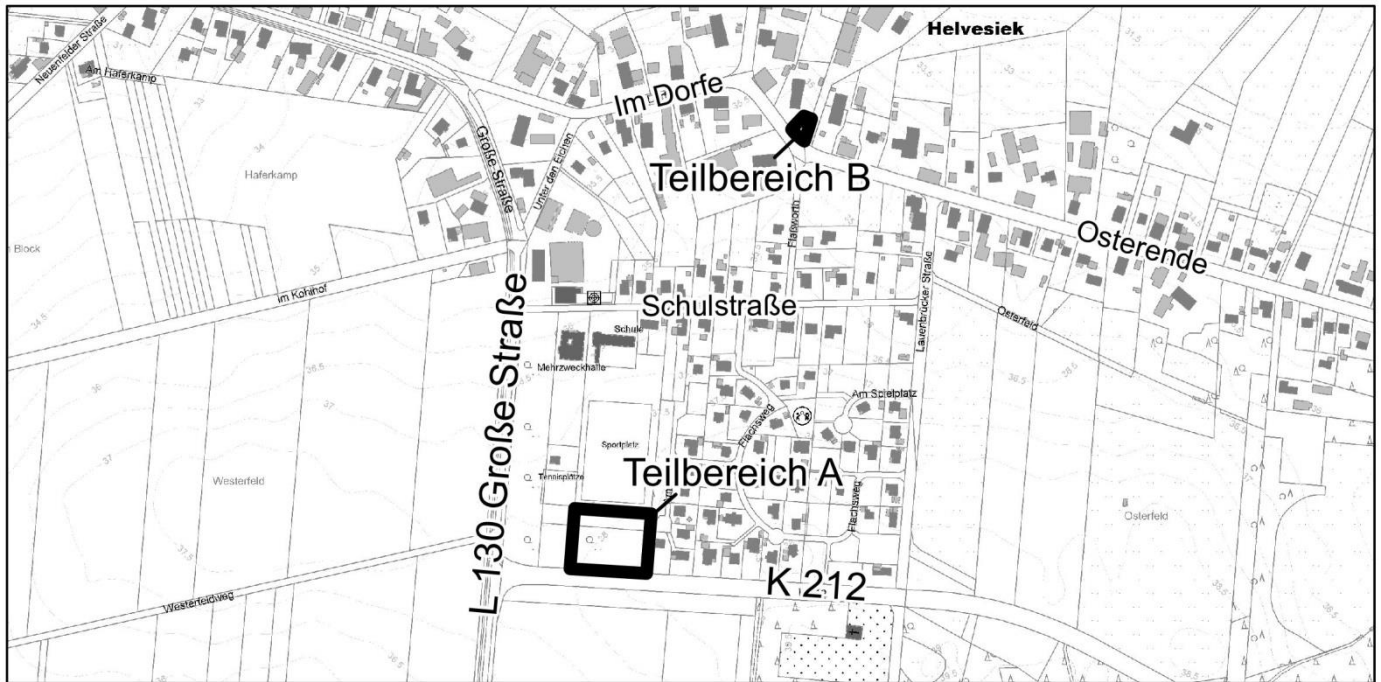 Helvesiek
Neuenfelder Straße
Am Haferkamp
Im Dorfe
Große Straße
Unter den Eichen
Haferkamp
Teilbereich B
Flaßworth
Osterende
Block
Im Kohlhof
Schulstraße
Lauenbrücker Straße
Osterfeld
Schule
Mehrzweckhalle
L 130 Große Straße
Am Spielplatz
Flachsweg
Sportplatz
Westerfeld
Tennisplätze
Teilbereich A
Flachsweg
Osterfeld
K 212
Westerfeldweg